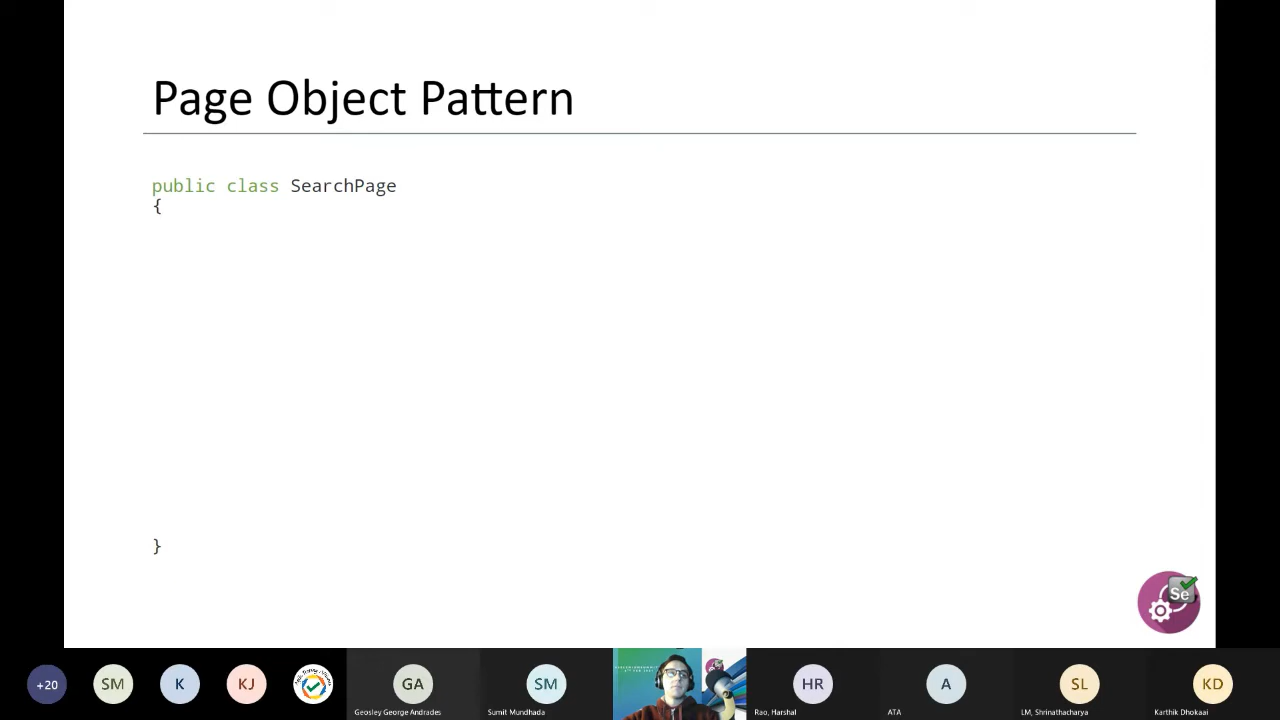 Page Object Pattern
public class SearchPage
{
}
Se
+20
SM
K
KJ
GA
SM
HR
A
SL
KD
Geosley George Andrades
Sumit Mundhada
Rao, Harshal
ATA
LM, Shrinathacharya
Karthik Dhokaai